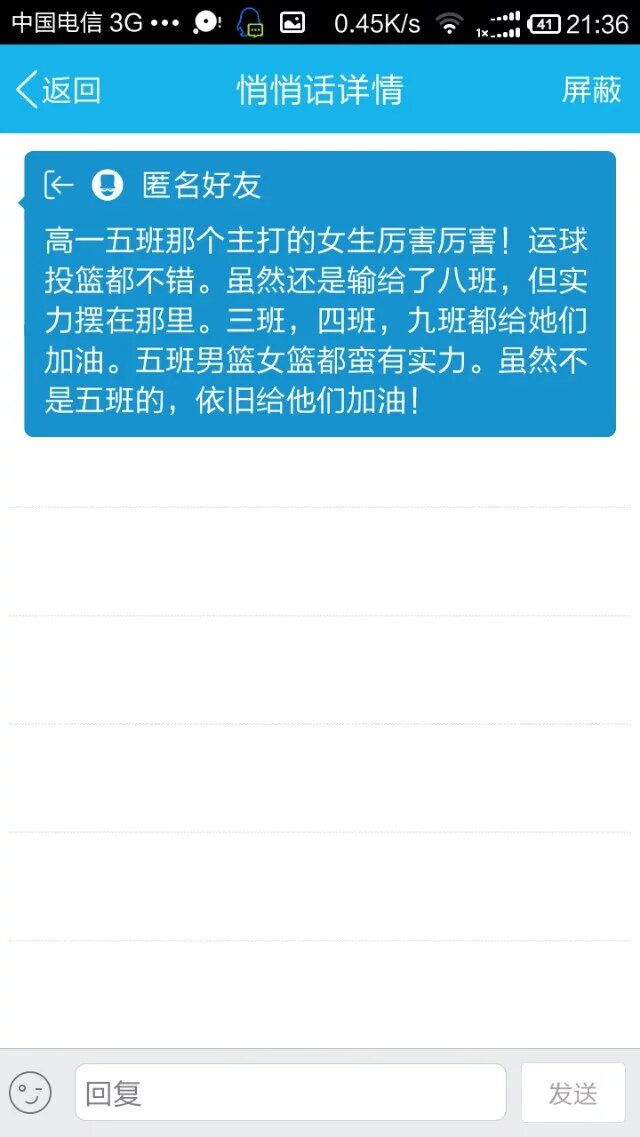 中国电信 3G 0.45K/s 1x 41 21:36
返回 悄悄话详情 屏蔽
匿名好友
高一五班那个主打的女生厉害厉害！运球
投篮都不错。虽然还是输给了八班，但实
力摆在那里。三班，四班，九班都给她们
加油。五班男篮女篮都蛮有实力。虽然不
是五班的，依旧给他们加油！
回复 发送